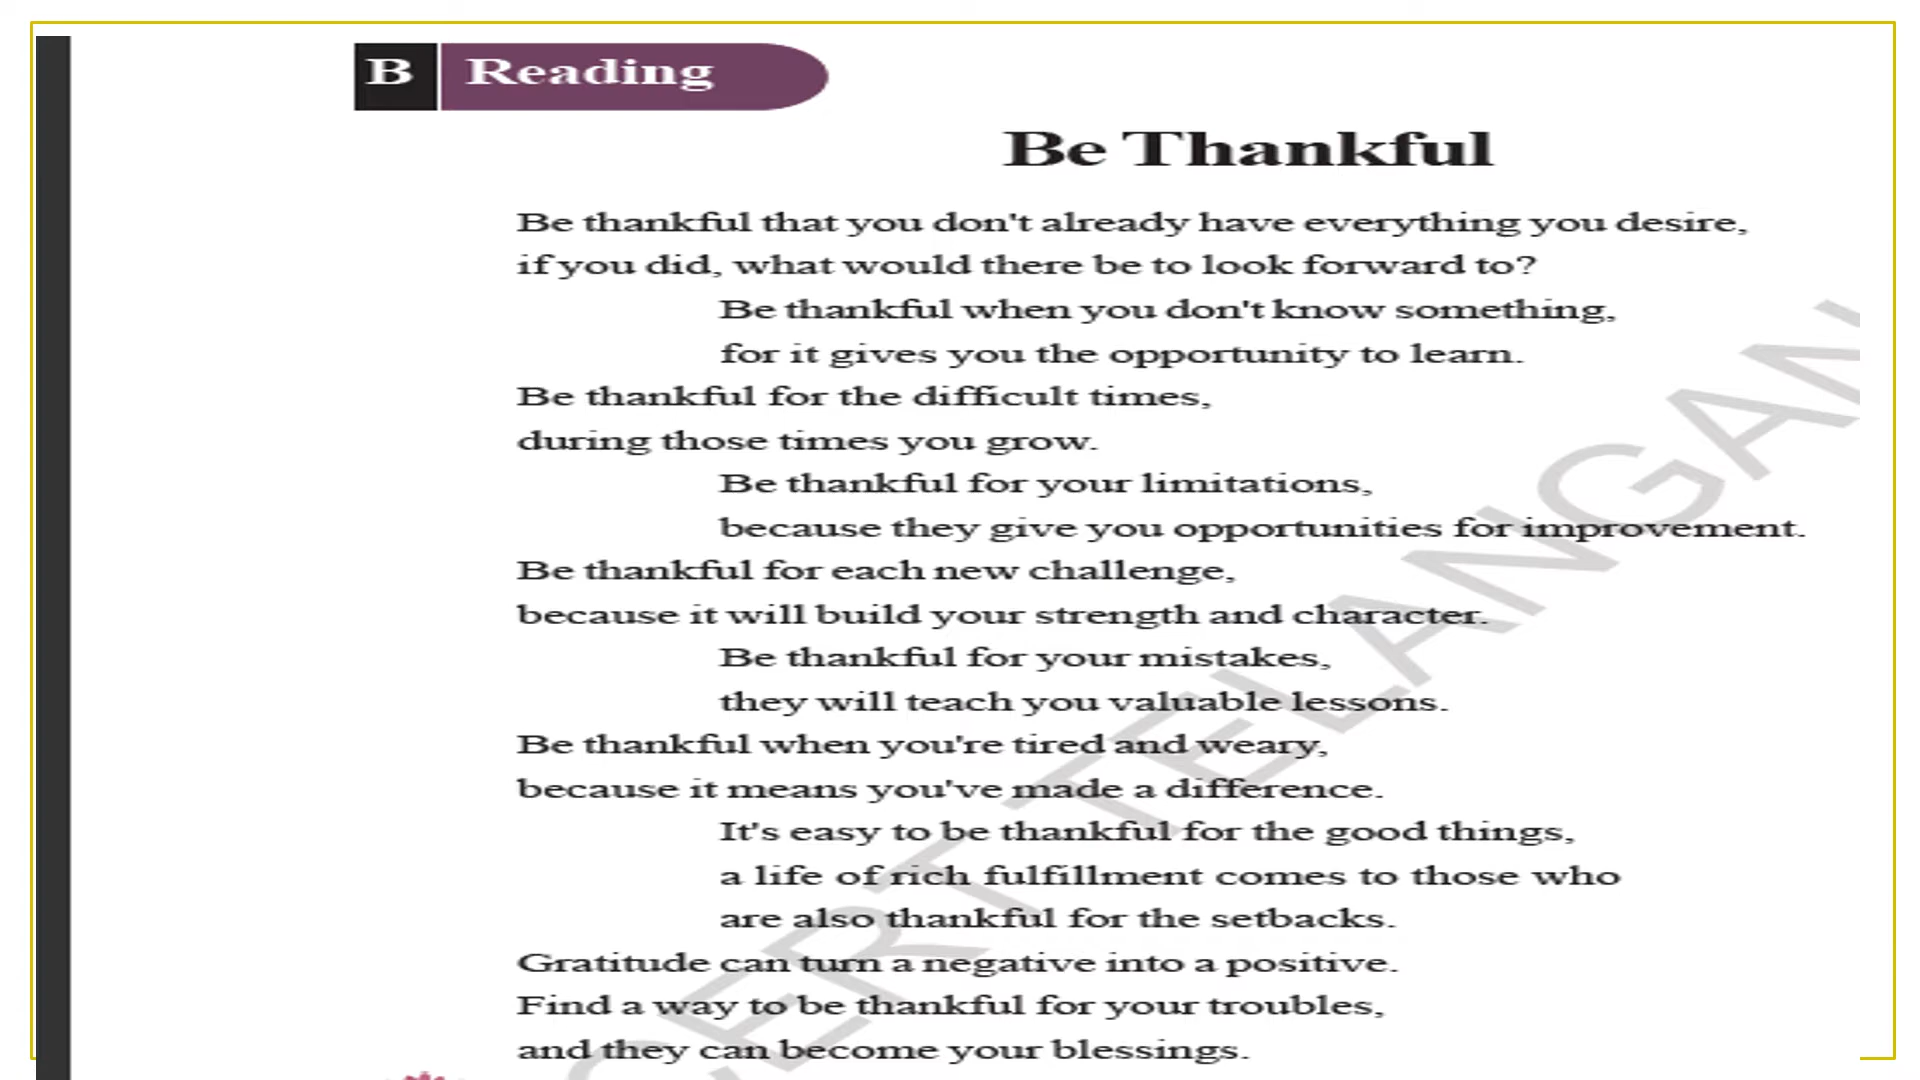 B Reading
Be Thankful
Be thankful that you don't already have everything you desire,
if you did, what would there be to look forward to?
Be thankful when you don't know something,
for it gives you the opportunity to learn.
Be thankful for the difficult times,
during those times you grow.
Be thankful for your limitations,
because they give you opportunities for improvement.
Be thankful for each new challenge,
because it will build your strength and character.
Be thankful for your mistakes,
they will teach you valuable lessons.
Be thankful when you're tired and weary,
because it means you've made a difference.
It's easy to be thankful for the good things,
a life of rich fulfillment comes to those who
are also thankful for the setbacks.
Gratitude can turn a negative into a positive.
Find a way to be thankful for your troubles,
and they can become your blessings.
CERT TELANGAN